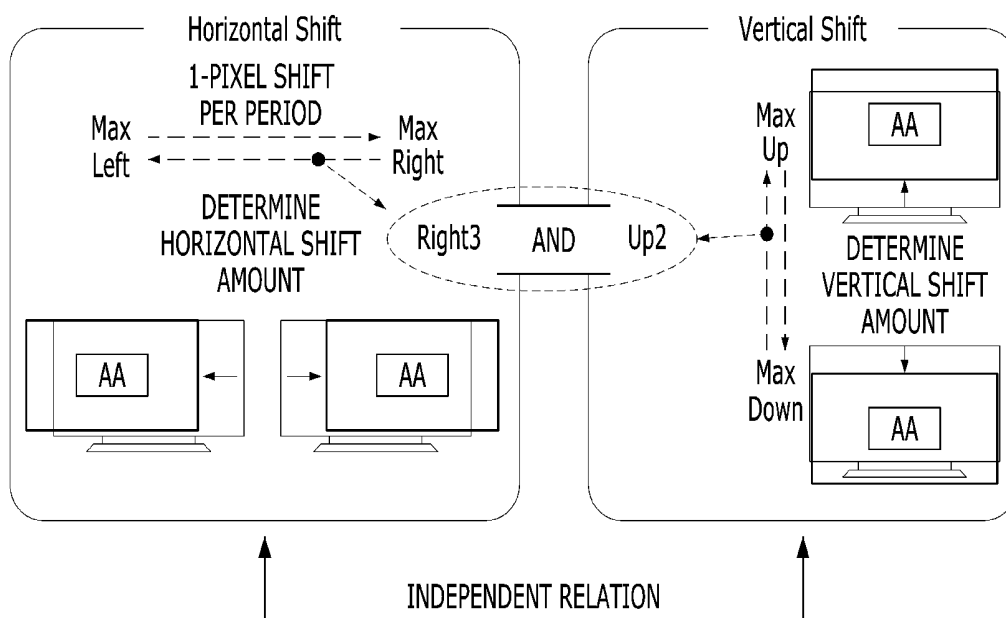 Horizontal Shift
1-PIXEL SHIFT
PER PERIOD
Max
Left
Max
Right
DETERMINE
HORIZONTAL SHIFT
AMOUNT
Right3 AND Up2
AA
AA
Vertical Shift
Max
Up
AA
DETERMINE
VERTICAL SHIFT
AMOUNT
Max
Down
AA
INDEPENDENT RELATION